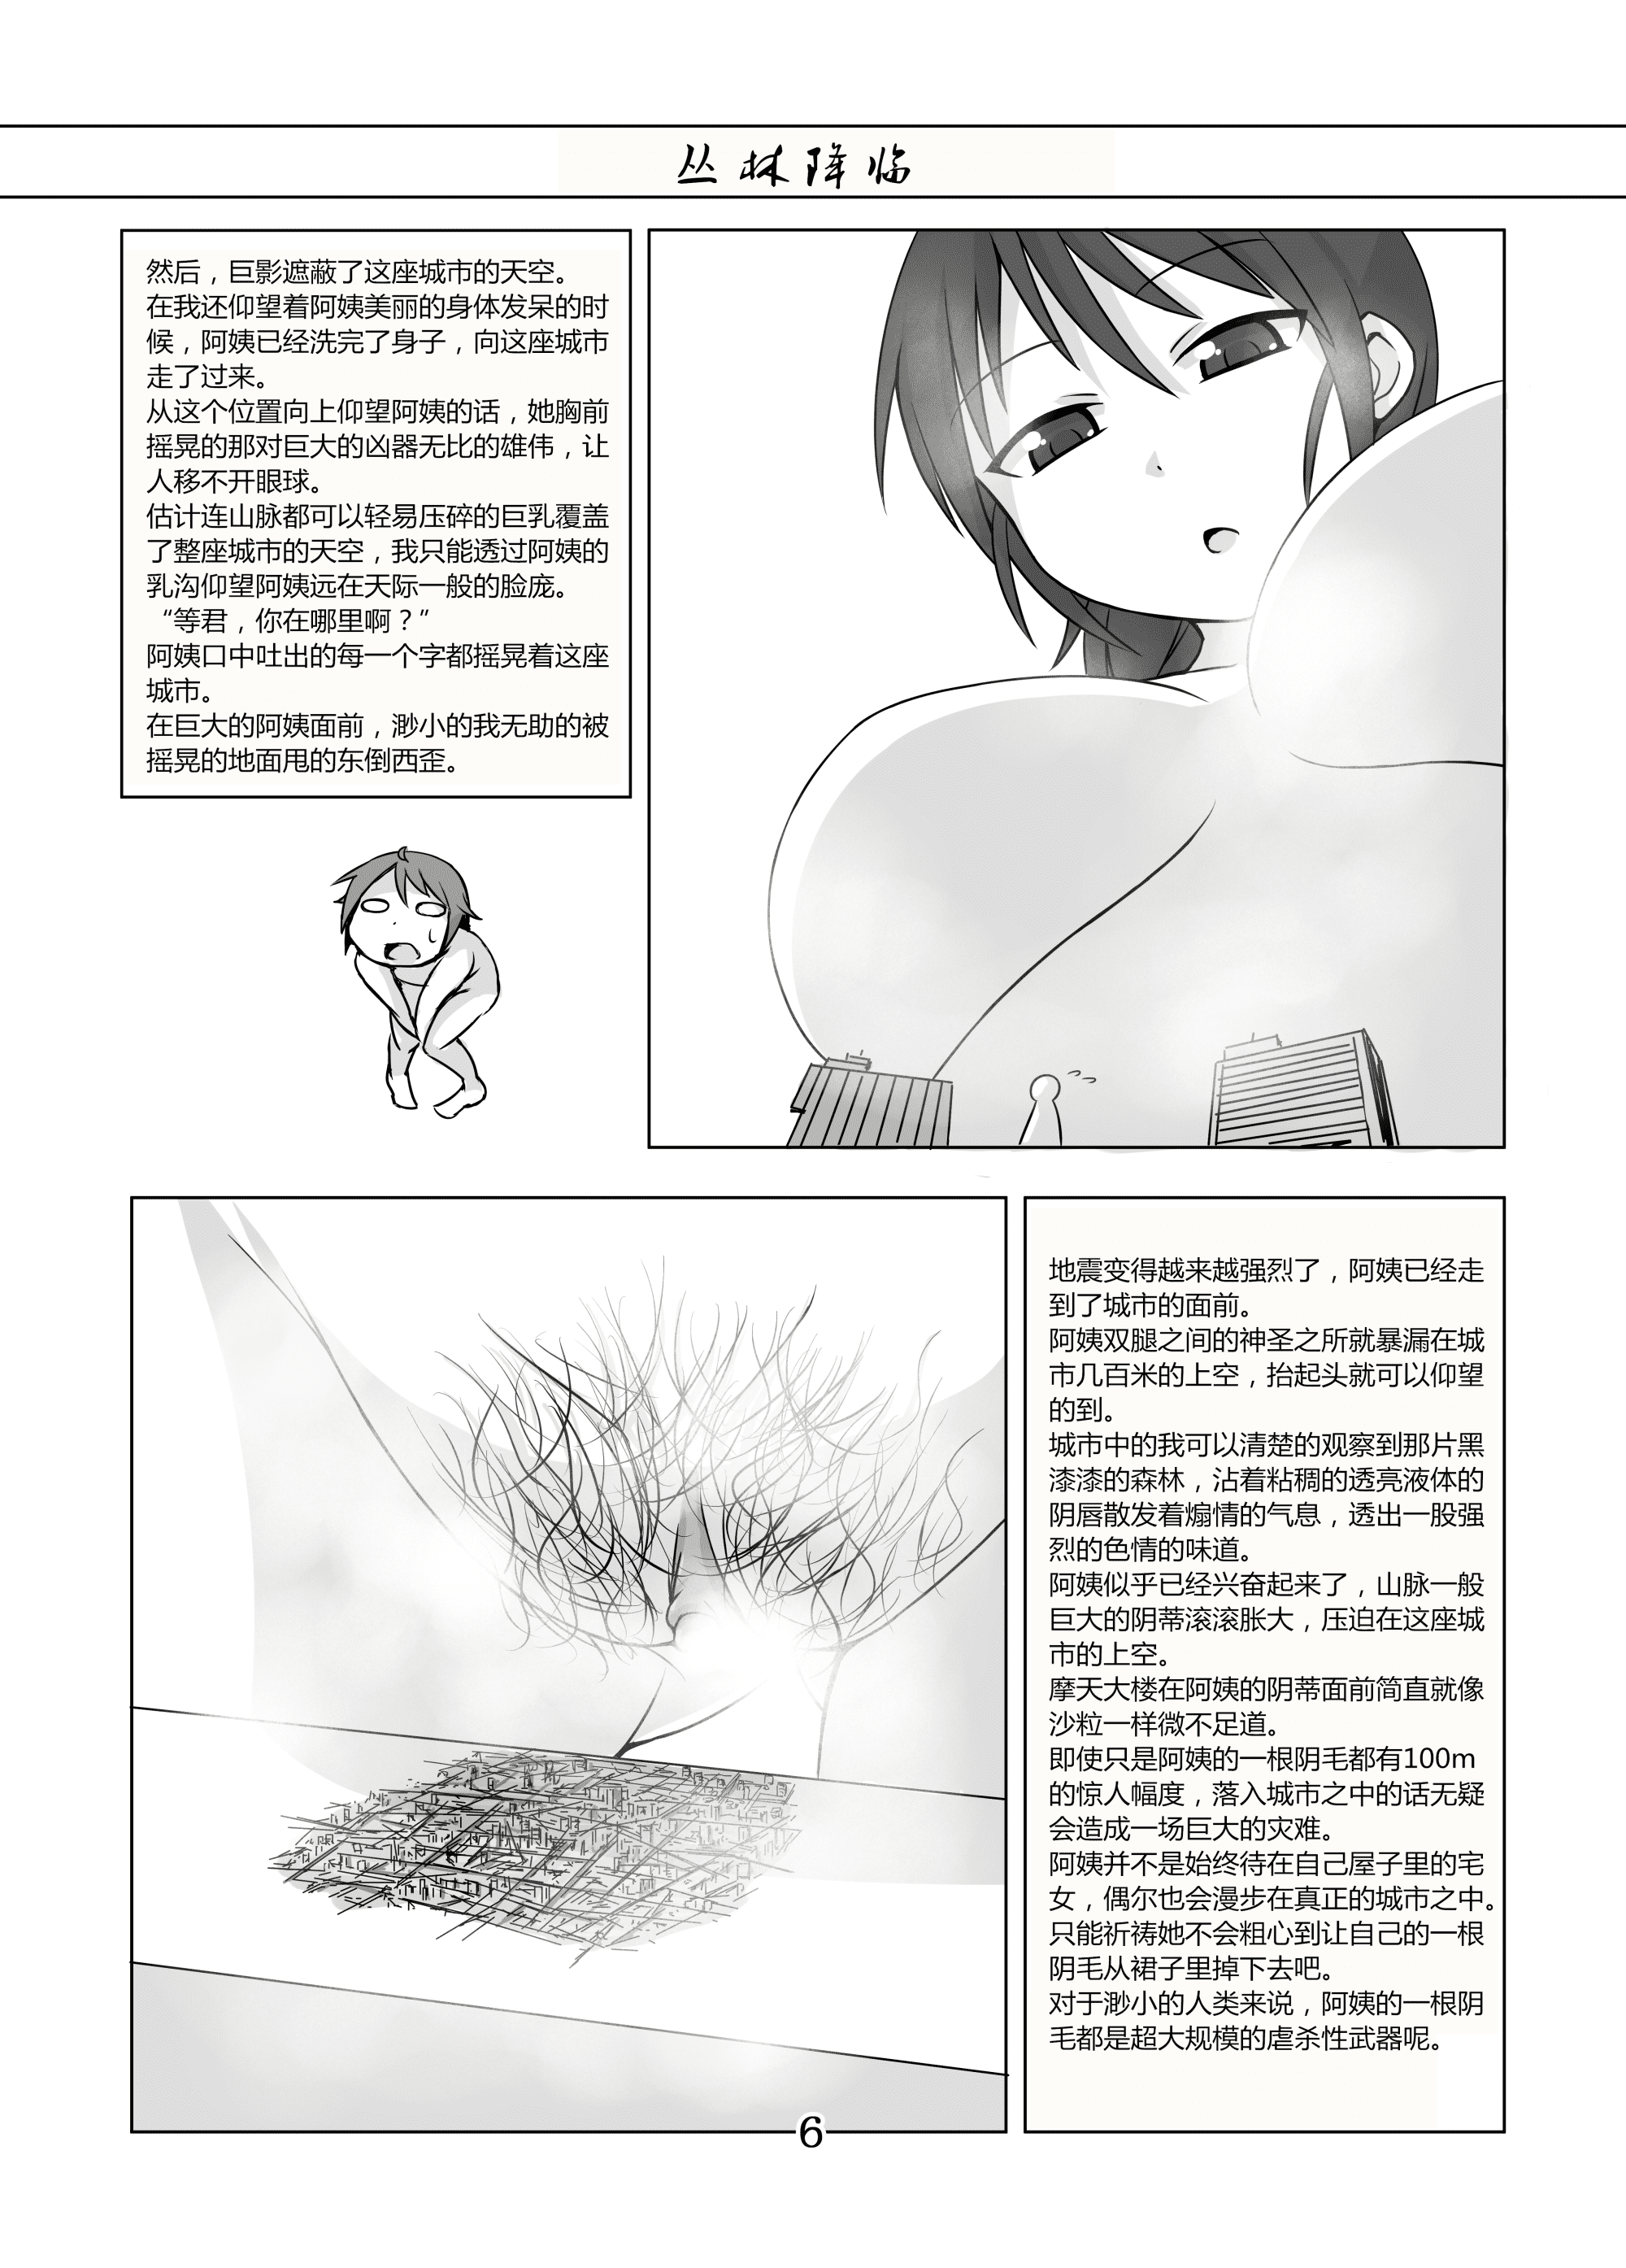 丛林降临
然后，巨影遮蔽了这座城市的天空。
在我还仰望着阿姨美丽的身体发呆的时
候，阿姨已经洗完了身子，向这座城市
走了过来。
从这个位置向上仰望阿姨的话，她胸前
摇晃的那对巨大的凶器无比的雄伟，让
人移不开眼球。
估计连山脉都可以轻易压碎的巨乳覆盖
了整座城市的天空，我只能透过阿姨的
乳沟仰望阿姨远在天际一般的脸庞。
“等君，你在哪里啊？”
阿姨口中吐出的每一个字都摇晃着这座
城市。
在巨大的阿姨面前，渺小的我无助的被
摇晃的地面甩的东倒西歪。
地震变得越来越强烈了，阿姨已经走
到了城市的面前。
阿姨双腿之间的神圣之所就暴漏在城
市几百米的上空，抬起头就可以仰望
的到。
城市中的我可以清楚的观察到那片黑
漆漆的森林，沾着粘稠的透亮液体的
阴唇散发着煽情的气息，透出一股强
烈的色情的味道。
阿姨似乎已经兴奋起来了，山脉一般
巨大的阴蒂滚滚胀大，压迫在这座城
市的上空。
摩天大楼在阿姨的阴蒂面前简直就像
沙粒一样微不足道。
即使只是阿姨的一根阴毛都有100m
的惊人幅度，落入城市之中的话无疑
会造成一场巨大的灾难。
阿姨并不是始终待在自己屋子里的宅
女，偶尔也会漫步在真正的城市之中。
只能祈祷她不会粗心到让自己的一根
阴毛从裙子里掉下去吧。
对于渺小的人类来说，阿姨的一根阴
毛都是超大规模的虐杀性武器呢。
6